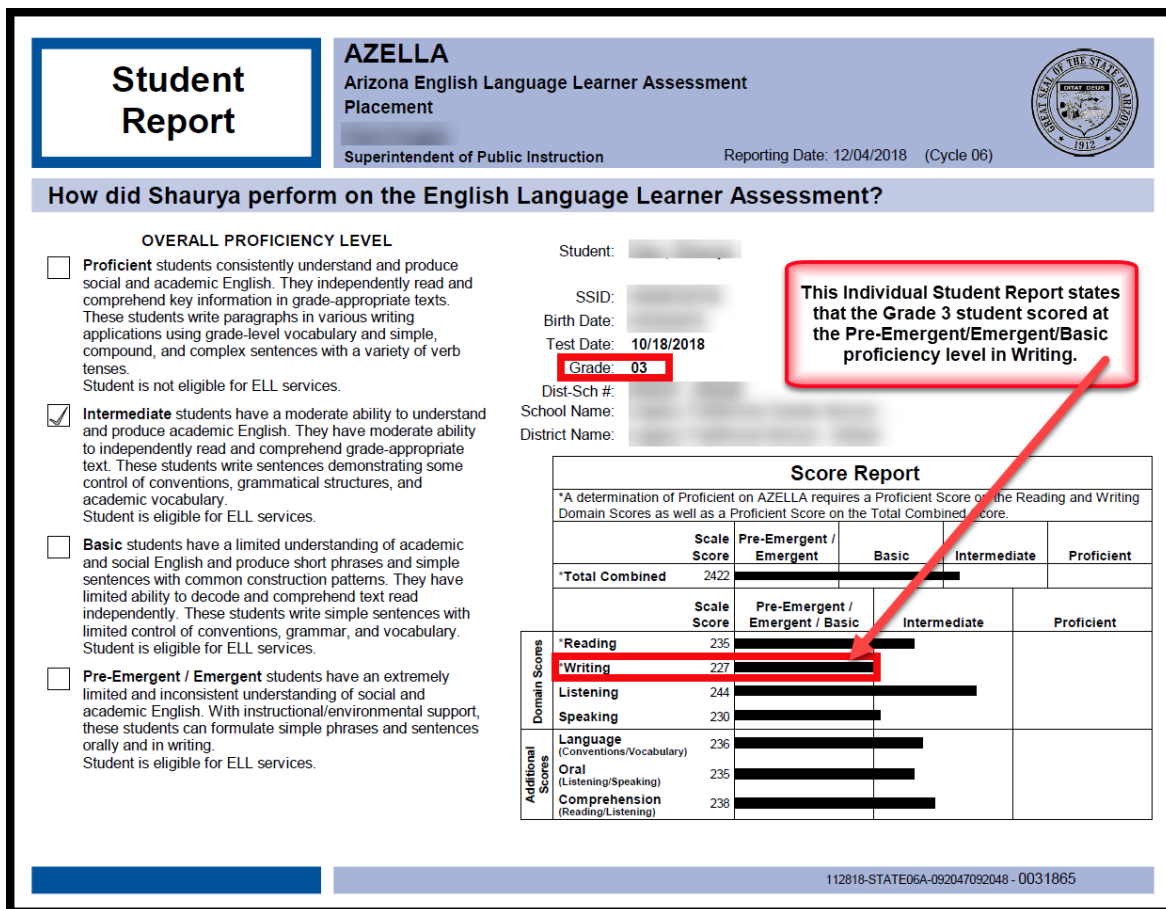 Student
Report
AZELLA
Arizona English Language Learner Assessment
Placement
Superintendent of Public Instruction
Reporting Date: 12/04/2018 (Cycle 06)
GREAT SEAL OF THE STATE OF ARIZONA
DITAT DEUS
1912
How did Shaurya perform on the English Language Learner Assessment?
OVERALL PROFICIENCY LEVEL
Proficient students consistently understand and produce
social and academic English. They independently read and
comprehend key information in grade-appropriate texts.
These students write paragraphs in various writing
applications using grade-level vocabulary and simple,
compound, and complex sentences with a variety of verb
tenses.
Student is not eligible for ELL services.
Intermediate students have a moderate ability to understand
and produce academic English. They have moderate ability
to independently read and comprehend grade-appropriate
text. These students write sentences demonstrating some
control of conventions, grammatical structures, and
academic vocabulary.
Student is eligible for ELL services.
Basic students have a limited understanding of academic
and social English and produce short phrases and simple
sentences with common construction patterns. They have
limited ability to decode and comprehend text read
independently. These students write simple sentences with
limited control of conventions, grammar, and vocabulary.
Student is eligible for ELL services.
Pre-Emergent / Emergent students have an extremely
limited and inconsistent understanding of social and
academic English. With instructional/environmental support,
these students can formulate simple phrases and sentences
orally and in writing.
Student is eligible for ELL services.
Student:
SSID:
Birth Date:
Test Date: 10/18/2018
Grade: 03
Dist-Sch #:
School Name:
District Name:
This Individual Student Report states
that the Grade 3 student scored at
the Pre-Emergent/Emergent/Basic
proficiency level in Writing.
Score Report
*A determination of Proficient on AZELLA requires a Proficient Score on the Reading and Writing
Domain Scores as well as a Proficient Score on the Total Combined Score.
Scale Pre-Emergent /
Score Emergent Basic Intermediate Proficient
*Total Combined 2422
Scale Pre-Emergent /
Score Emergent / Basic Intermediate Proficient
Domain Scores
*Reading 235
*Writing 227
Listening 244
Speaking 230
Additional
Scores
Language 236
(Conventions/Vocabulary)
Oral 235
(Listening/Speaking)
Comprehension 238
(Reading/Listening)
112818-STATE06A-092047092048 - 0031865